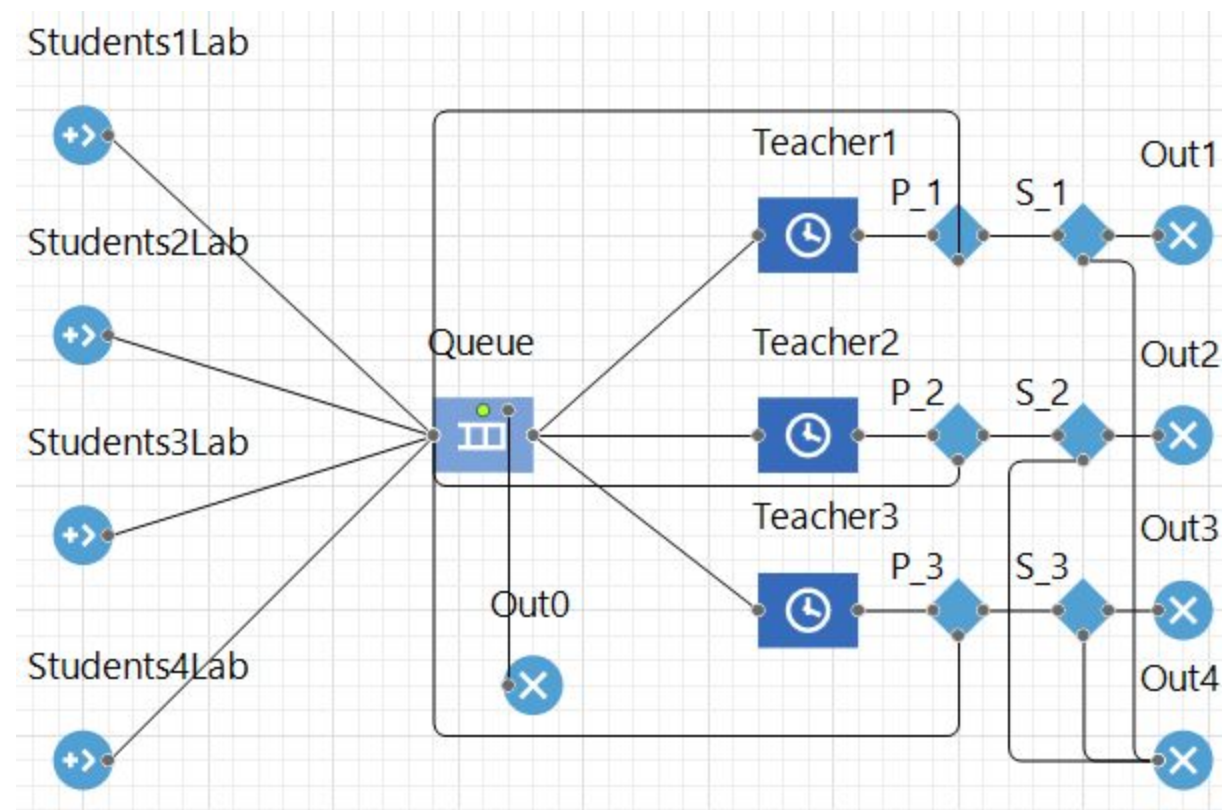 Students1Lab
Teacher1
Out1
P_1
S_1
Students2Lab
Queue
Teacher2
Out2
P_2
S_2
Students3Lab
Teacher3
Out3
P_3
S_3
Out0
Students4Lab
Out4